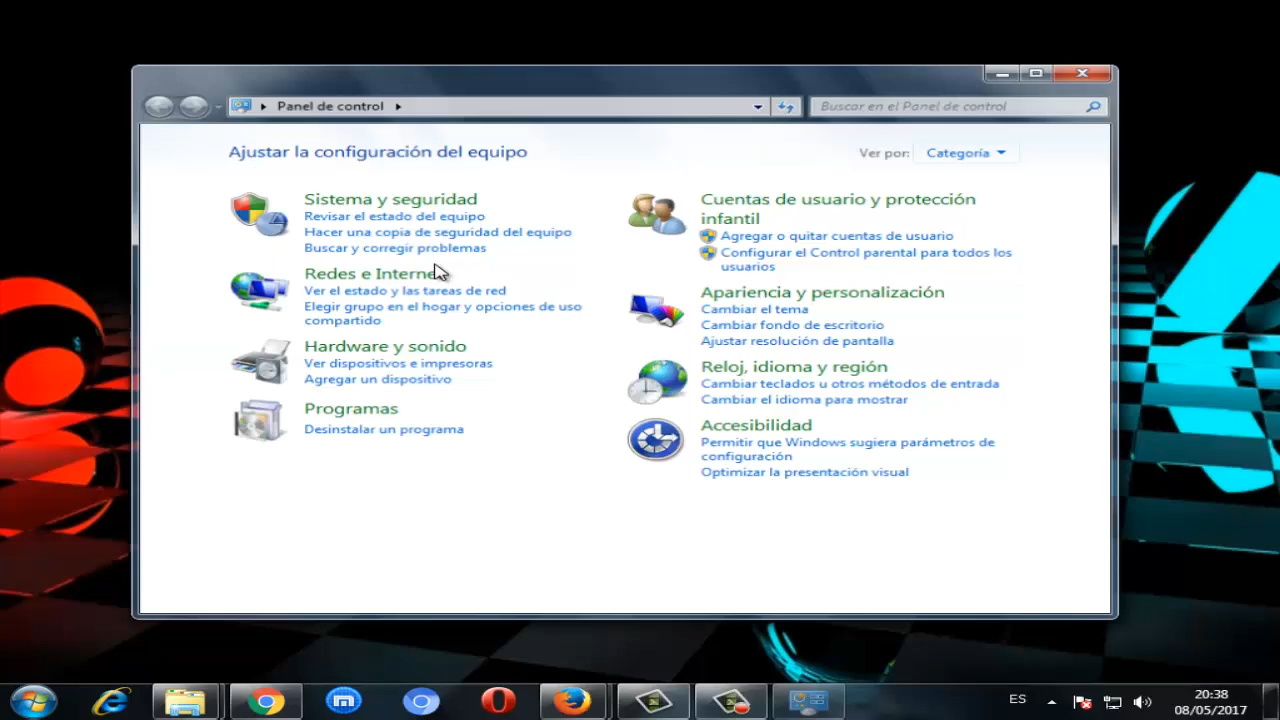 Panel de control
Buscar en el Panel de control
Ajustar la configuración del equipo
Ver por: Categoría
Sistema y seguridad
Revisar el estado del equipo
Hacer una copia de seguridad del equipo
Buscar y corregir problemas
Redes e Internet
Ver el estado y las tareas de red
Elegir grupo en el hogar y opciones de uso
compartido
Hardware y sonido
Ver dispositivos e impresoras
Agregar un dispositivo
Programas
Desinstalar un programa
Cuentas de usuario y protección
infantil
Agregar o quitar cuentas de usuario
Configurar el Control parental para todos los
usuarios
Apariencia y personalización
Cambiar el tema
Cambiar fondo de escritorio
Ajustar resolución de pantalla
Reloj, idioma y región
Cambiar teclados u otros métodos de entrada
Cambiar el idioma para mostrar
Accesibilidad
Permitir que Windows sugiera parámetros de
configuración
Optimizar la presentación visual
ES
20:38
08/05/2017